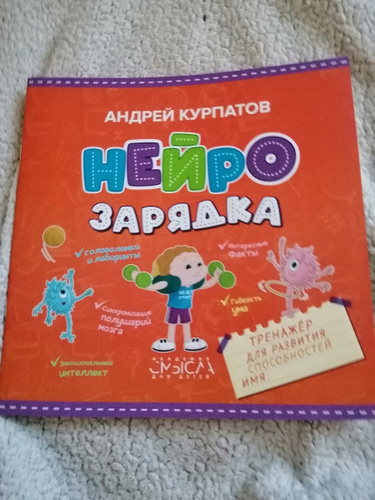 АНДРЕЙ КУРПАТОВ
НЕЙРО
ЗАРЯДКА
головоломки
и лабиринты
Интересные
факты
Синхронизация
полушарий
мозга
Гибкость
ума
эмоциональный
интеллект
АКАДЕМИЯ
СМЫСЛА
ДЛЯ ДЕТЕЙ
ТРЕНАЖЁР
ДЛЯ РАЗВИТИЯ
СПОСОБНОСТЕЙ
ИМЯ: